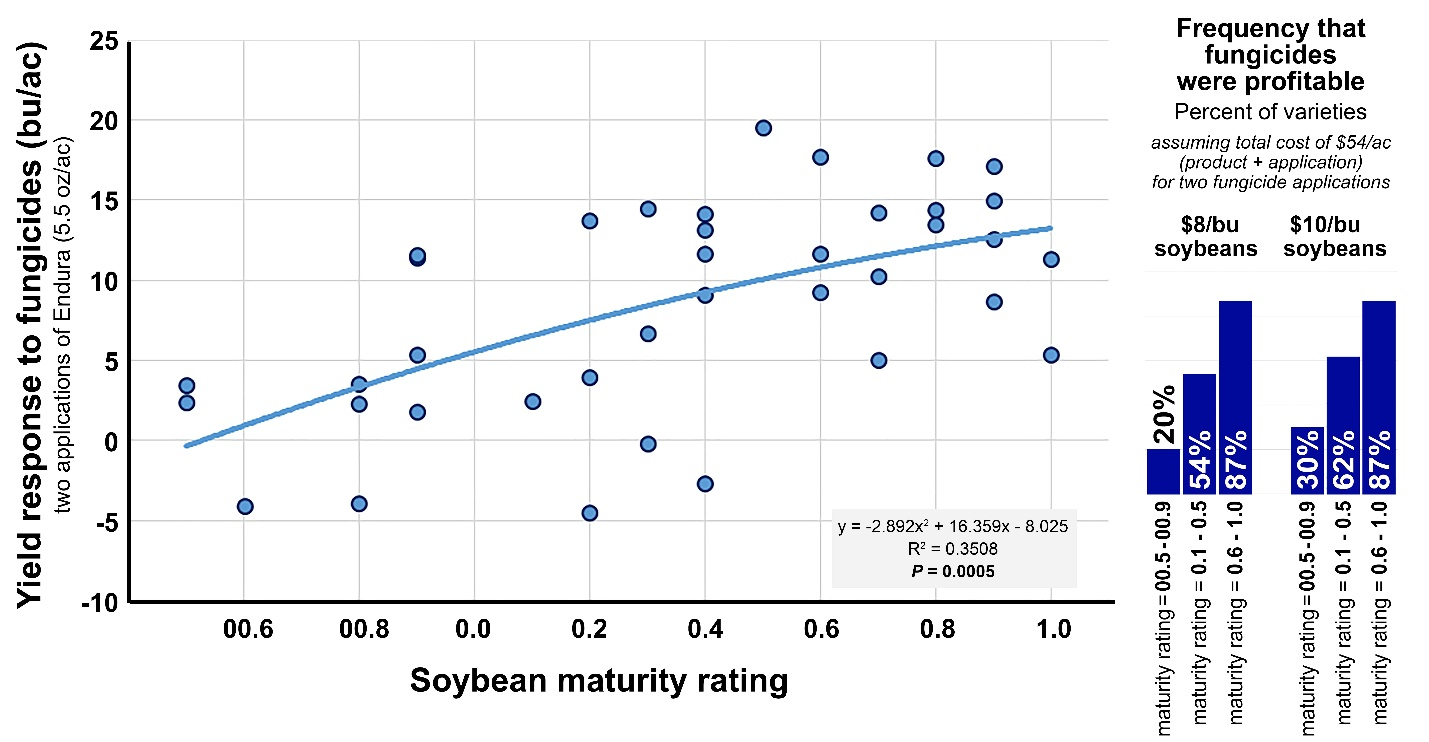 Yield response to fungicides (bu/ac)
two applications of Endura (5.5 oz/ac)
25
20
15
10
5
0
-5
-10
00.6 00.8 0.0 0.2 0.4 0.6 0.8 1.0
Soybean maturity rating
y = -2.892x² + 16.359x - 8.025
R² = 0.3508
P = 0.0005
Frequency that
fungicides
were profitable
Percent of varieties
assuming total cost of $54/ac
(product + application)
for two fungicide applications
$8/bu
soybeans
20%
54%
87%
maturity rating = 00.5 - 00.9
maturity rating = 0.1 - 0.5
maturity rating = 0.6 - 1.0
$10/bu
soybeans
30%
62%
87%
maturity rating = 00.5 - 00.9
maturity rating = 0.1 - 0.5
maturity rating = 0.6 - 1.0